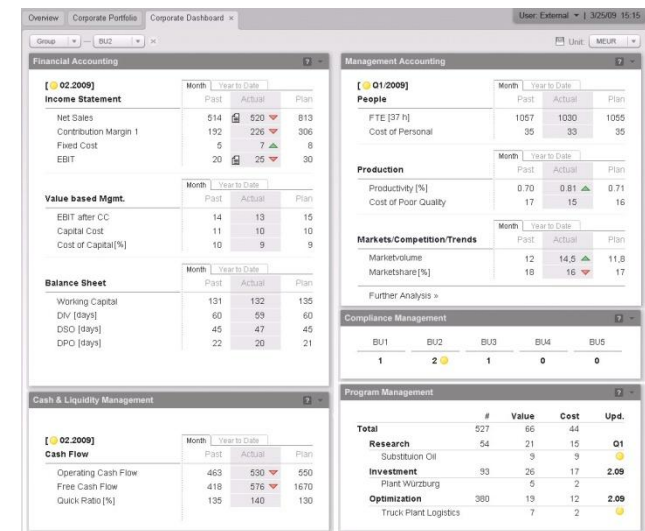 Overview Corporate Portfolio Corporate Dashboard × User: External | 3/25/09 15:15
Group BU2 × Unit: MEUR
Financial Accounting ?
[ 02.2009] Month Year to Date
Income Statement Past Actual Plan
Net Sales 514 520 813
Contribution Margin 1 192 226 306
Fixed Cost 5 7 8
EBIT 20 25 30
Month Year to Date
Value based Mgmt. Past Actual Plan
EBIT after CC 14 13 15
Capital Cost 11 10 10
Cost of Capital[%] 10 9 9
Month Year to Date
Balance Sheet Past Actual Plan
Working Capital 131 132 135
DIV [days] 60 59 60
DSO [days] 45 47 45
DPO [days] 22 20 21
Cash & Liquidity Management ?
[ 02.2009] Month Year to Date
Cash Flow Past Actual Plan
Operating Cash Flow 463 530 550
Free Cash Flow 418 576 1670
Quick Ratio [%] 135 140 130
Management Accounting ?
[ Q1/2009] Month Year to Date
People Past Actual Plan
FTE [37 h] 1057 1030 1055
Cost of Personal 35 33 35
Month Year to Date
Production Past Actual Plan
Productivity [%] 0.70 0.81 0.71
Cost of Poor Quality 17 15 16
Month Year to Date
Markets/Competition/Trends Past Actual Plan
Marketvolume 12 14,5 11,8
Marketshare[%] 18 16 17
Further Analysis »
Compliance Management ?
BU1 BU2 BU3 BU4 BU5
1 2 1 0 0
Program Management ?
# Value Cost Upd.
Total 527 66 44
Research 54 21 15 Q1
Substituion Oil 9 9
Investment 93 26 17 2.09
Plant Würzburg 5 2
Optimization 380 19 12 2.09
Truck Plant Logistics 7 2